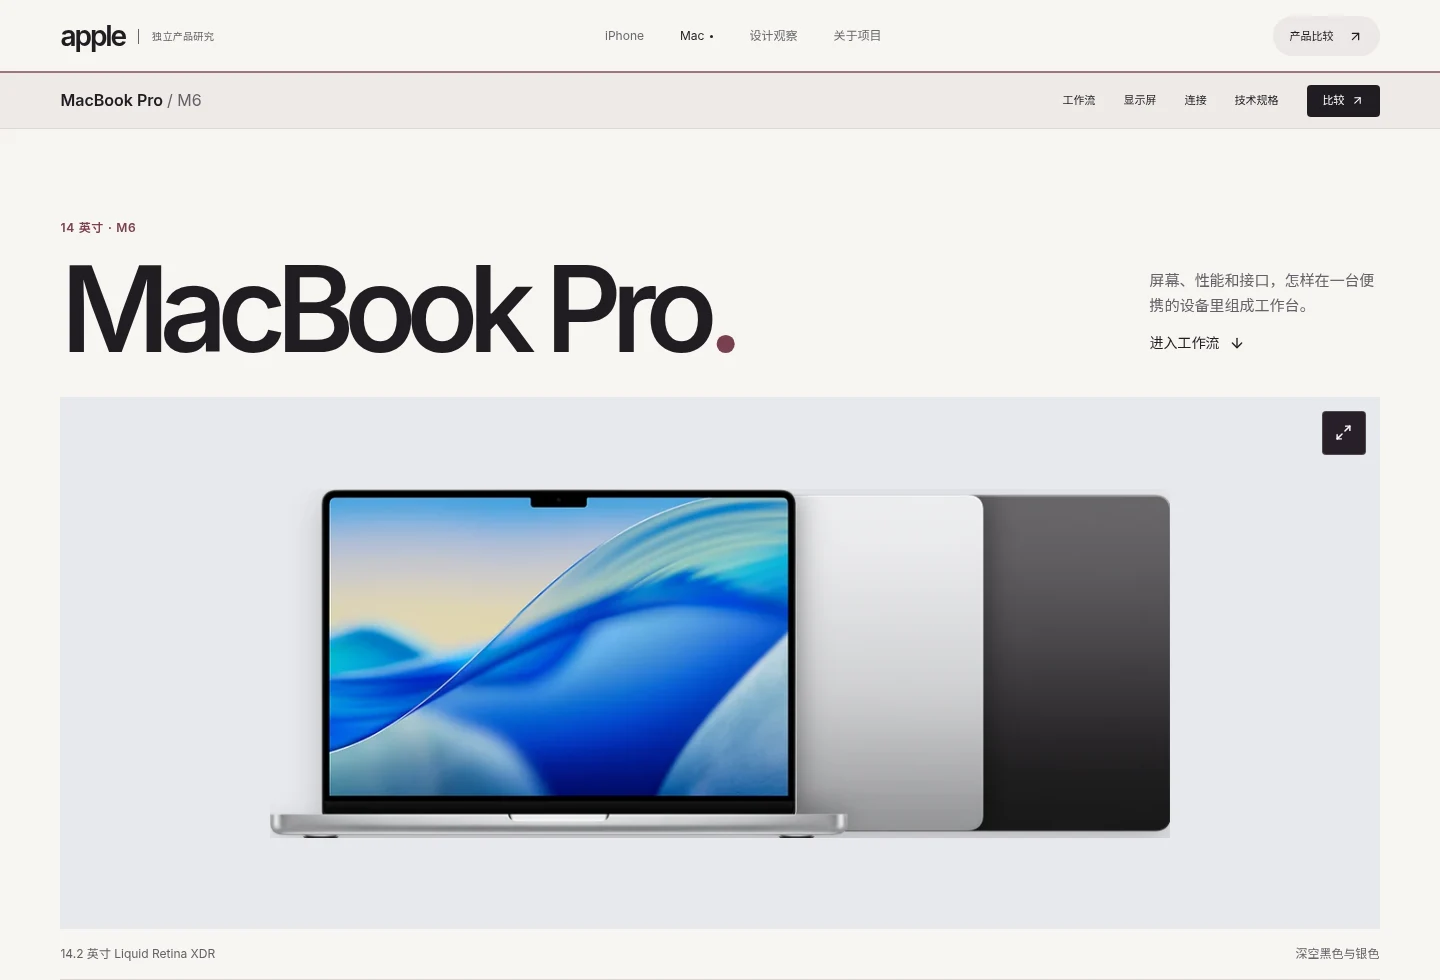 apple
独立产品研究
iPhone
Mac •
设计观察
关于项目
产品比较
MacBook Pro / M6
工作流
显示屏
连接
技术规格
比较
14 英寸 · M6
MacBook Pro.
屏幕、性能和接口，怎样在一台便
携的设备里组成工作台。
进入工作流
14.2 英寸 Liquid Retina XDR
深空黑色与银色